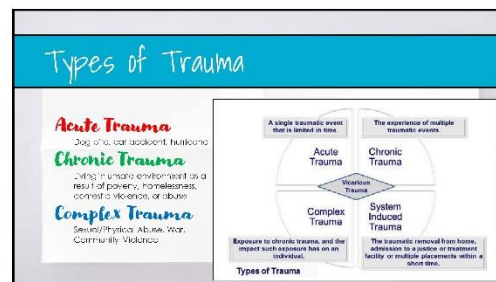 Types of Trauma
Acute Trauma
Dog bite, car accident, hurricane
Chronic Trauma
Living in unsafe environment as a
result of poverty, homelessness,
domestic violence, or abuse
Complex Trauma
Sexual/Physical Abuse, War,
Community Violence
A single traumatic event
that is limited in time.
The experience of multiple
traumatic events.
Acute
Trauma
Chronic
Trauma
Vicarious
Trauma
Complex
Trauma
System
Induced
Trauma
Exposure to chronic trauma, and the
impact such exposure has on an
individual.
The traumatic removal from home,
admission to a justice or treatment
facility or multiple placements within a
short time.
Types of Trauma